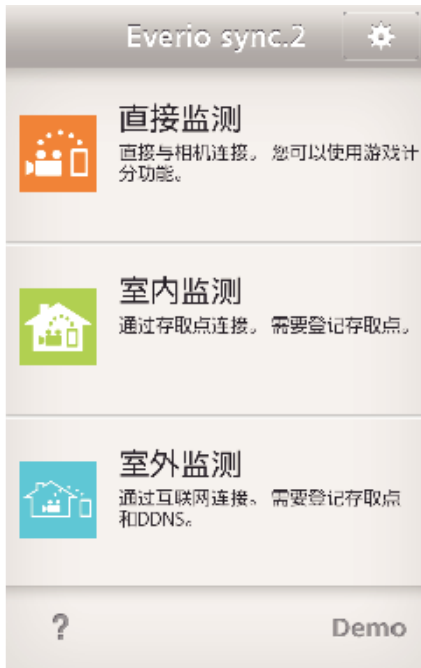 Everio sync.2
直接监测
直接与相机连接。 您可以使用游戏计
分功能。
室内监测
通过存取点连接。 需要登记存取点。
室外监测
通过互联网连接。 需要登记存取点
和DDNS。
?
Demo